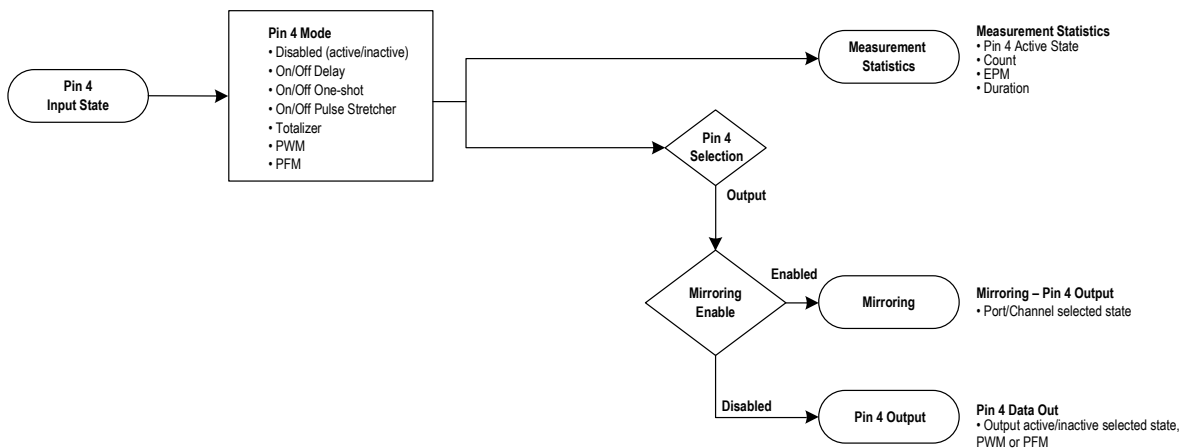 Pin 4
Input State
Pin 4 Mode
• Disabled (active/inactive)
• On/Off Delay
• On/Off One-shot
• On/Off Pulse Stretcher
• Totalizer
• PWM
• PFM
Measurement
Statistics
Measurement Statistics
• Pin 4 Active State
• Count
• EPM
• Duration
Pin 4
Selection
Output
Mirroring
Enable
Enabled
Mirroring
Mirroring – Pin 4 Output
• Port/Channel selected state
Disabled
Pin 4 Output
Pin 4 Data Out
• Output active/inactive selected state,
PWM or PFM